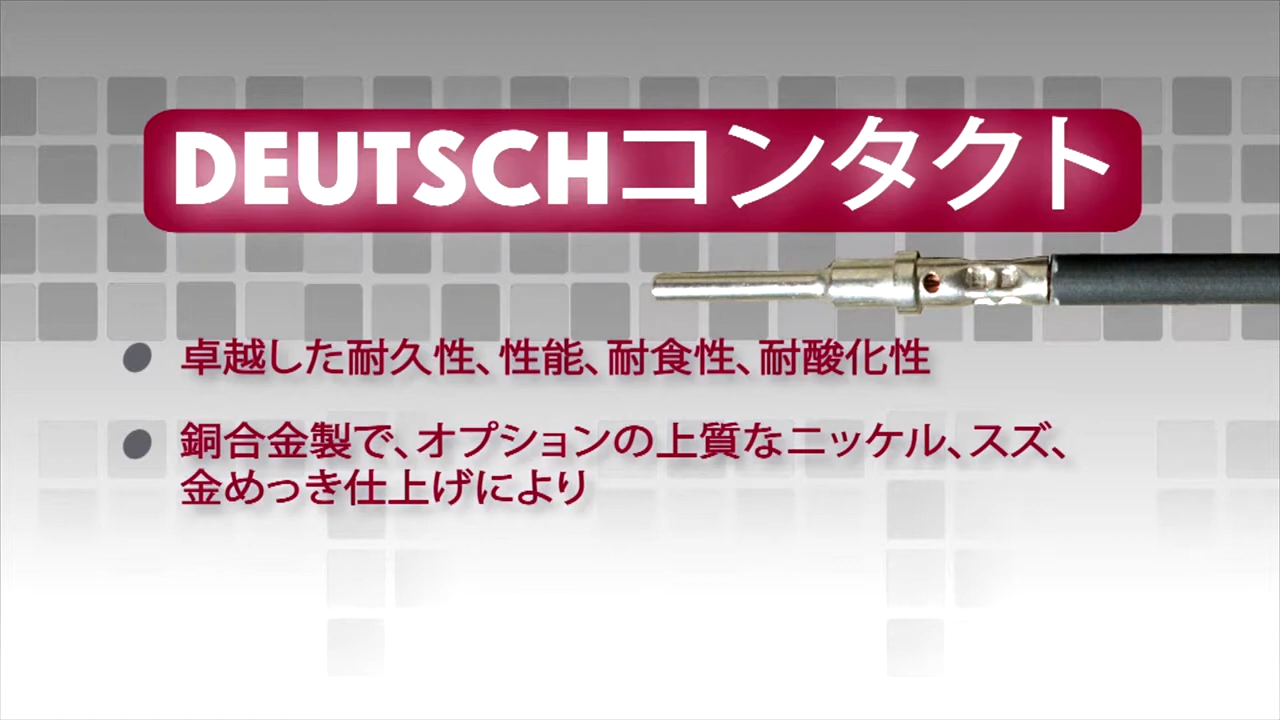 DEUTSCHコンタクト
卓越した耐久性、性能、耐食性、耐酸化性
銅合金製で、オプションの上質なニッケル、スズ、
金めっき仕上げにより